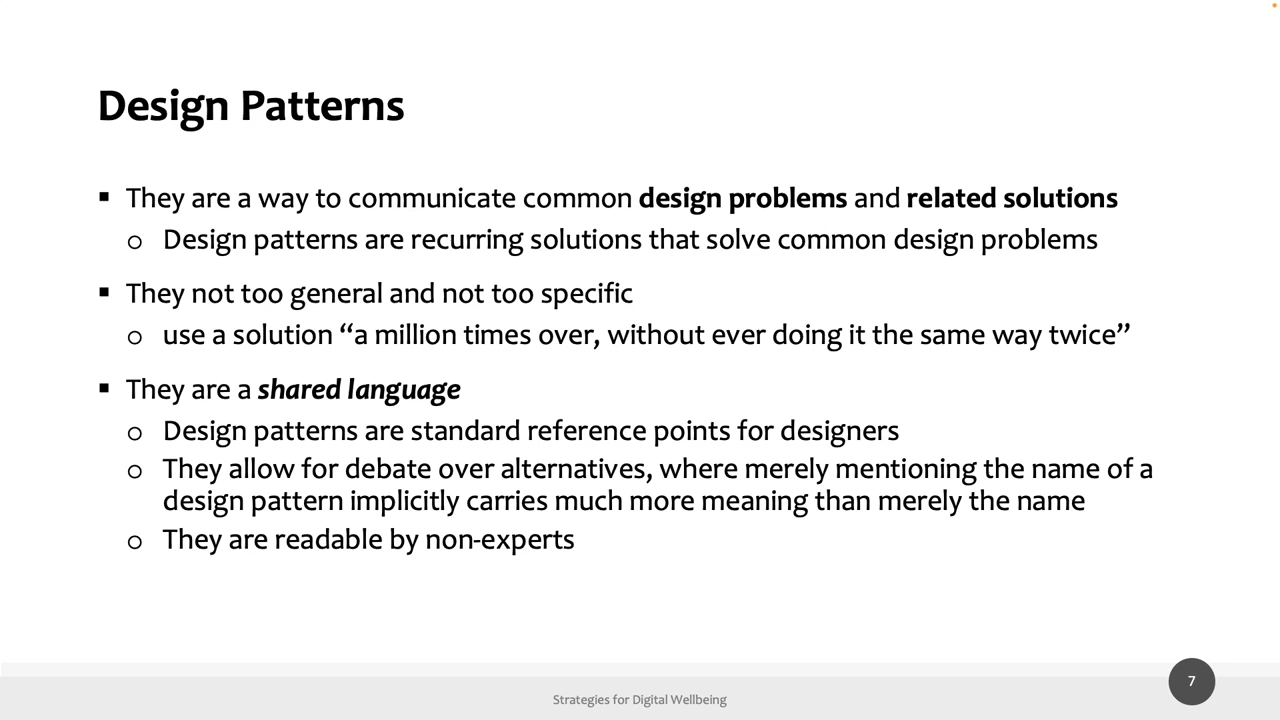 Design Patterns
▪ They are a way to communicate common design problems and related solutions
o Design patterns are recurring solutions that solve common design problems
▪ They not too general and not too specific
o use a solution “a million times over, without ever doing it the same way twice”
▪ They are a shared language
o Design patterns are standard reference points for designers
o They allow for debate over alternatives, where merely mentioning the name of a
design pattern implicitly carries much more meaning than merely the name
o They are readable by non-experts
Strategies for Digital Wellbeing
7